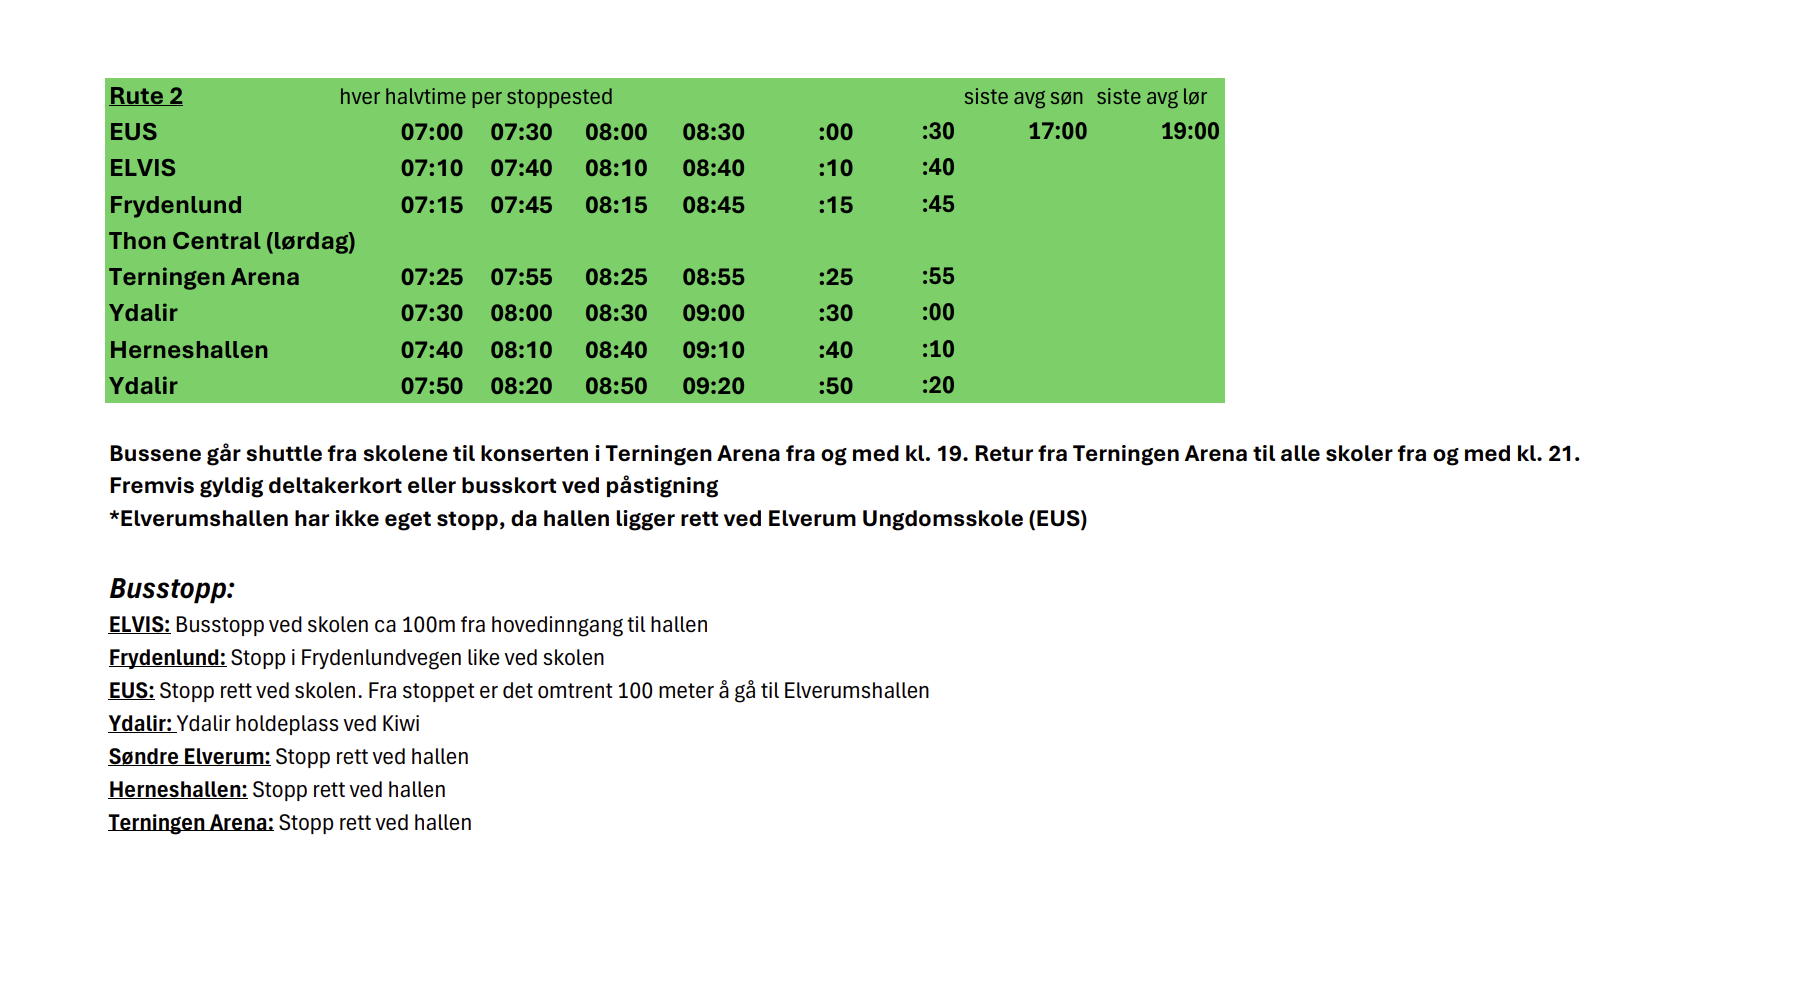 Rute 2 hver halvtime per stoppested siste avg søn siste avg lør
EUS 07:00 07:30 08:00 08:30 :00 :30 17:00 19:00
ELVIS 07:10 07:40 08:10 08:40 :10 :40
Frydenlund 07:15 07:45 08:15 08:45 :15 :45
Thon Central (lørdag)
Terningen Arena 07:25 07:55 08:25 08:55 :25 :55
Ydalir 07:30 08:00 08:30 09:00 :30 :00
Herneshallen 07:40 08:10 08:40 09:10 :40 :10
Ydalir 07:50 08:20 08:50 09:20 :50 :20
Bussene går shuttle fra skolene til konserten i Terningen Arena fra og med kl. 19. Retur fra Terningen Arena til alle skoler fra og med kl. 21.
Fremvis gyldig deltakerkort eller busskort ved påstigning
*Elverumshallen har ikke eget stopp, da hallen ligger rett ved Elverum Ungdomsskole (EUS)
Busstopp:
ELVIS: Busstopp ved skolen ca 100m fra hovedinngang til hallen
Frydenlund: Stopp i Frydenlundvegen like ved skolen
EUS: Stopp rett ved skolen. Fra stoppet er det omtrent 100 meter å gå til Elverumshallen
Ydalir: Ydalir holdeplass ved Kiwi
Søndre Elverum: Stopp rett ved hallen
Herneshallen: Stopp rett ved hallen
Terningen Arena: Stopp rett ved hallen